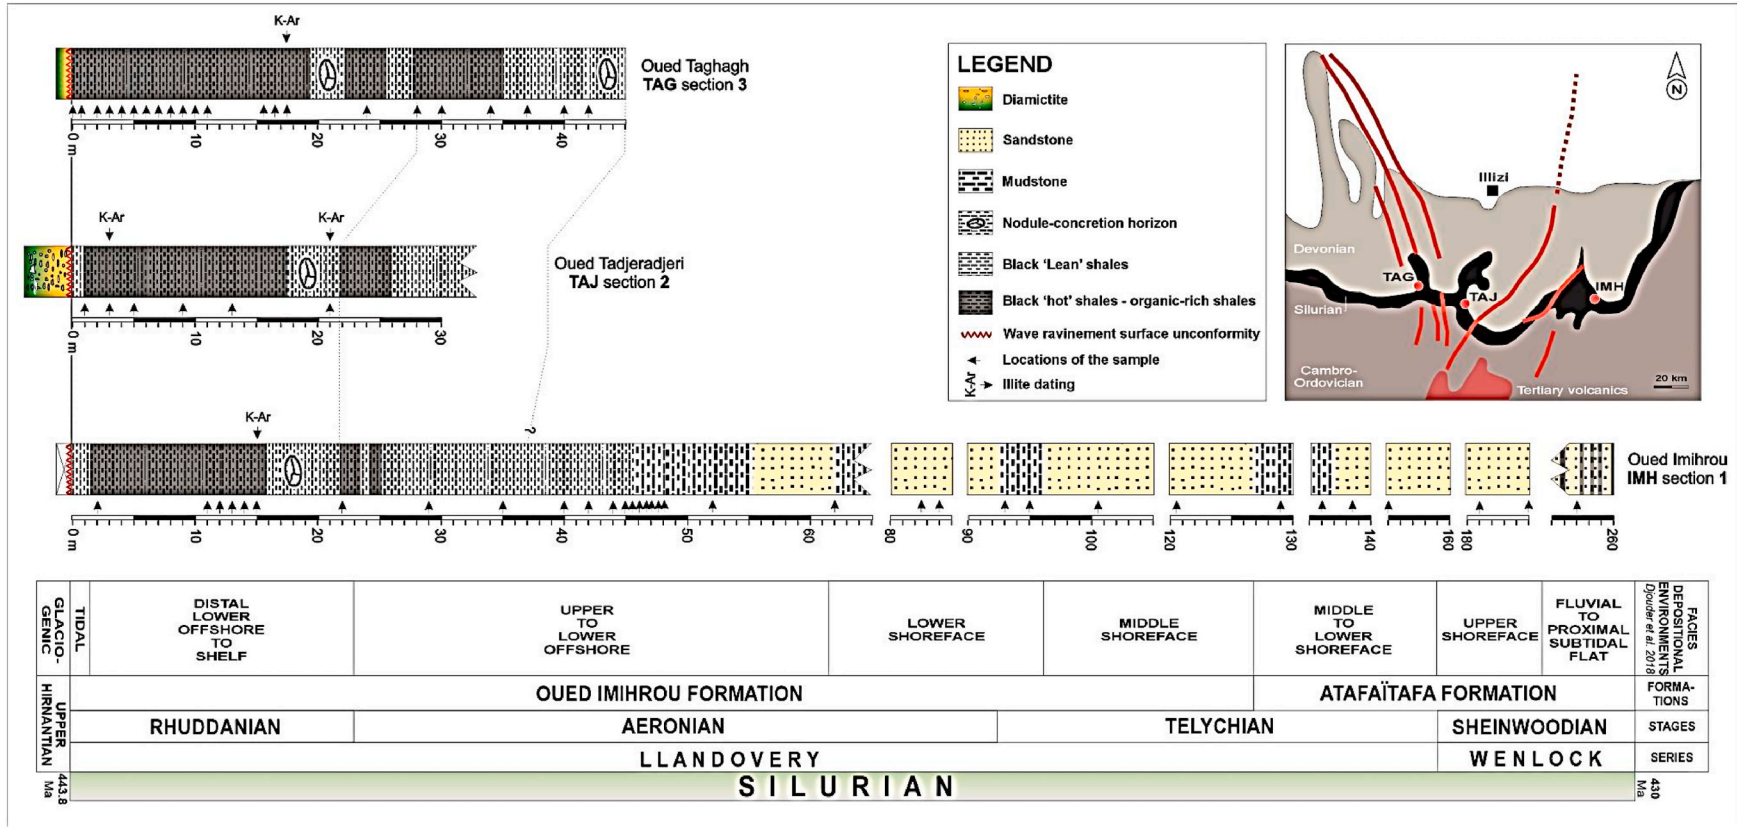 K-Ar
Oued Taghagh
TAG section 3
0 m
10
20
30
40
K-Ar
K-Ar
Oued Tadjeradjeri
TAJ section 2
0 m
10
20
30
K-Ar
?
Oued Imihrou
IMH section 1
0 m
10
20
30
40
50
60
80
90
100
120
130
140
160
180
260
LEGEND
Diamictite
Sandstone
Mudstone
Nodule-concretion horizon
Black 'Lean' shales
Black 'hot' shales - organic-rich shales
Wave ravinement surface unconformity
Locations of the sample
K-Ar
Illite dating
N
Illizi
Devonian
TAG
TAJ
IMH
Silurian
Cambro-
Ordovician
Tertiary volcanics
20 km
GLACIO-
GENIC
TIDAL
DISTAL
LOWER
OFFSHORE
TO
SHELF
UPPER
TO
LOWER
OFFSHORE
LOWER
SHOREFACE
MIDDLE
SHOREFACE
MIDDLE
TO
LOWER
SHOREFACE
UPPER
SHOREFACE
FLUVIAL
TO
PROXIMAL
SUBTIDAL
FLAT
FACIES
DEPOSITIONAL
ENVIRONMENTS
Djouder et al. 2018
UPPER
HIRNANTIAN
OUED IMIHROU FORMATION
ATAFAÏTAFA FORMATION
FORMA-
TIONS
RHUDDANIAN
AERONIAN
TELYCHIAN
SHEINWOODIAN
STAGES
LLANDOVERY
WENLOCK
SERIES
443.8
Ma
SILURIAN
430
Ma